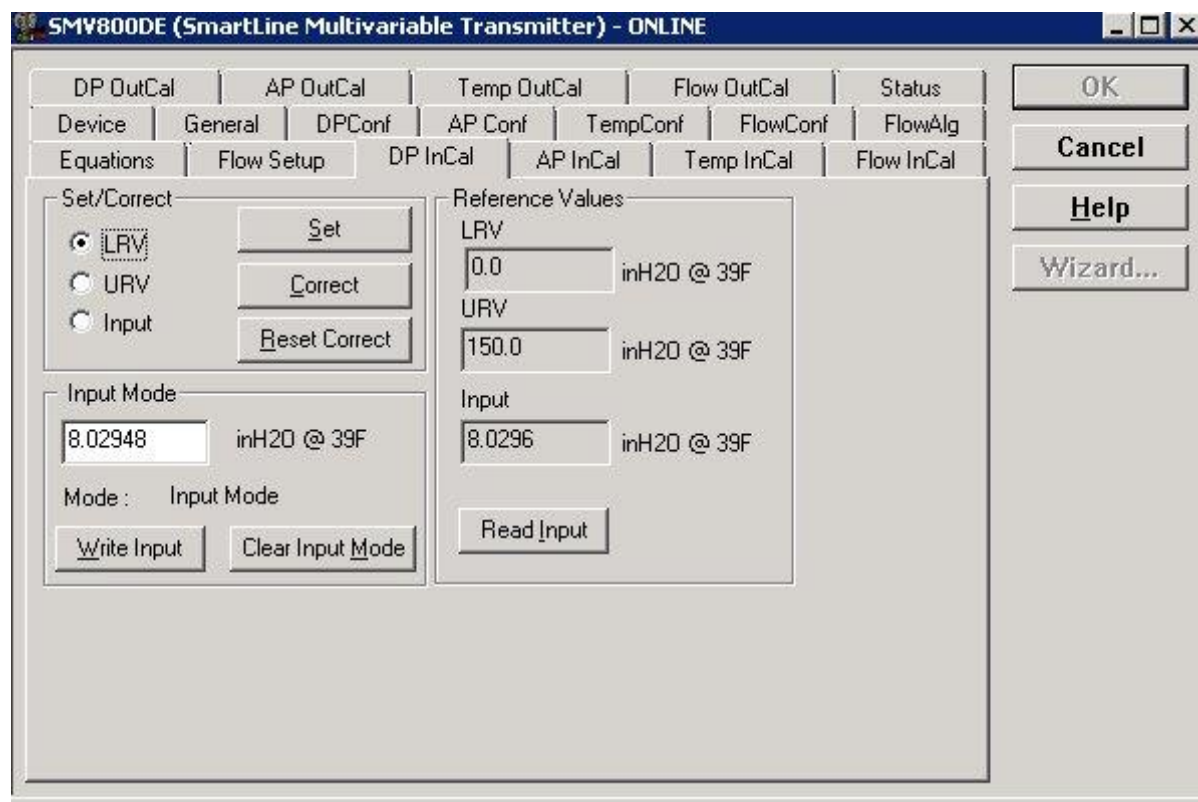 SMV800DE (SmartLine Multivariable Transmitter) - ONLINE
DP OutCal AP OutCal Temp OutCal Flow OutCal Status
Device General DPConf AP Conf TempConf FlowConf FlowAlg
Equations Flow Setup DP InCal AP InCal Temp InCal Flow InCal
OK
Cancel
Help
Wizard...
Set/Correct
LRV
URV
Input
Set
Correct
Reset Correct
Input Mode
8.02948 inH2O @ 39F
Mode : Input Mode
Write Input Clear Input Mode
Reference Values
LRV
0.0 inH2O @ 39F
URV
150.0 inH2O @ 39F
Input
8.0296 inH2O @ 39F
Read Input